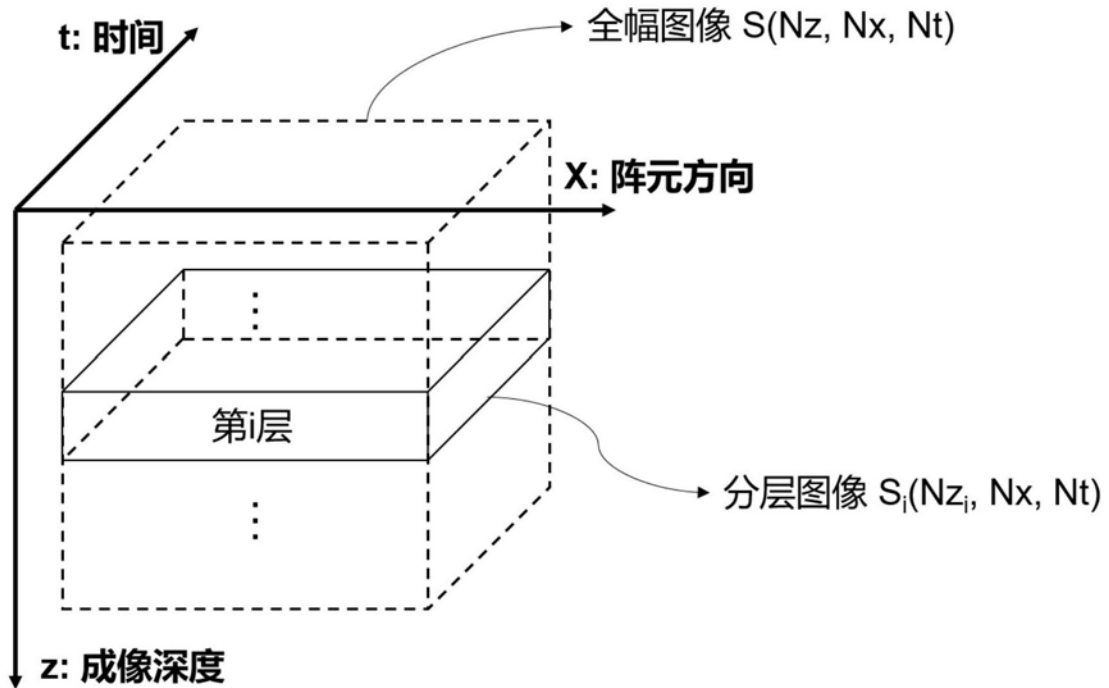 全幅图像 S(Nz, Nx, Nt)
t: 时间
X: 阵元方向
⋮
第i层
分层图像 Sᵢ(Nzᵢ, Nx, Nt)
⋮
z: 成像深度